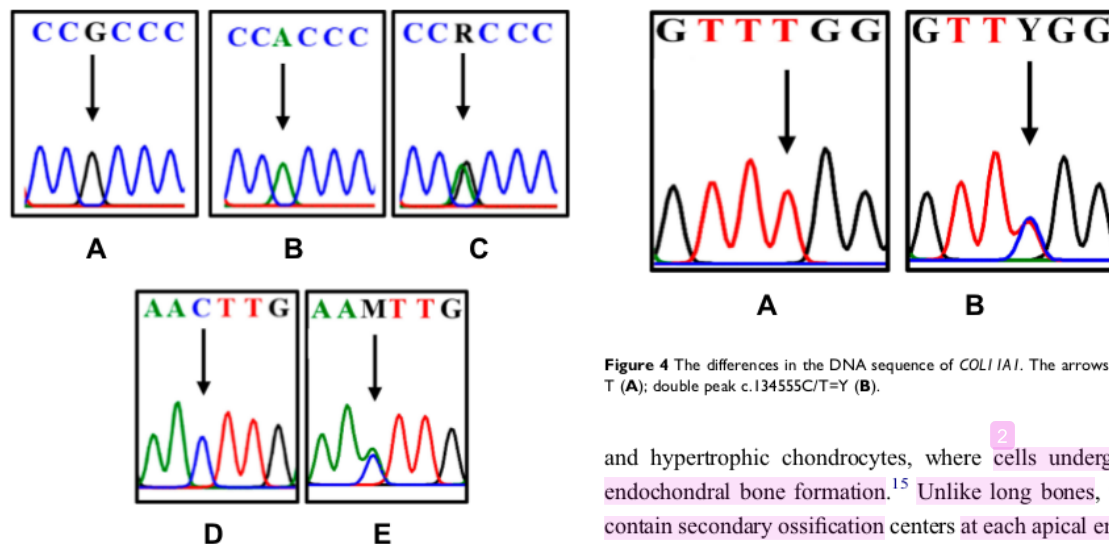 CCGCCC
CCACCC
CCRCCC
A
B
C
AACTTG
AAMTTG
D
E
GTTTGG
GTTYGG
A
B
Figure 4 The differences in the DNA sequence of COL11A1. The arrows
T (A); double peak c.134555C/T=Y (B).
2
and hypertrophic chondrocytes, where cells underg
endochondral bone formation.15 Unlike long bones,
contain secondary ossification centers at each apical er